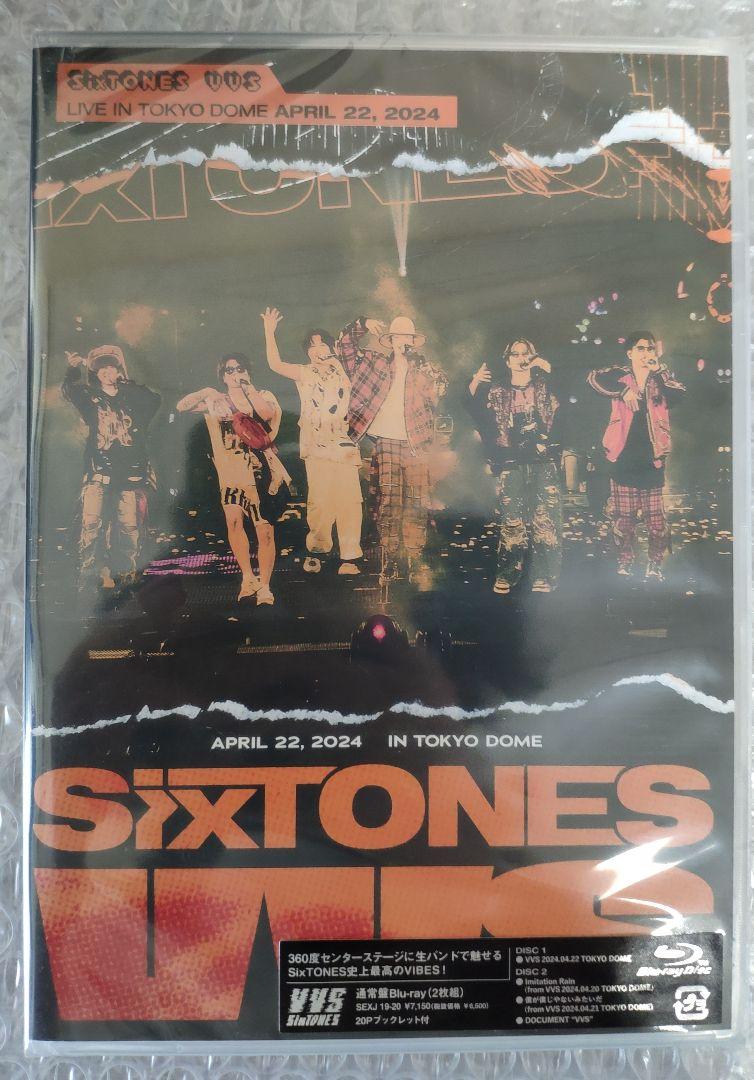 SixTONES VVS
LIVE IN TOKYO DOME APRIL 22, 2024
SixTONES
APRIL 22, 2024 IN TOKYO DOME
SixTONES
VVS
360度センターステージに生バンドで魅せる
SixTONES史上最高のVIBES！
VVS
SixTONES
通常盤Blu-ray（2枚組）
SEXJ 19-20 ¥7,150（税抜価格 ¥6,500）
20Pブックレット付
DISC 1
● VVS 2024.04.22 TOKYO DOME
DISC 2
● Imitation Rain
（from VVS 2024.04.20 TOKYO DOME）
● 僕が僕じゃないみたいだ
（from VVS 2024.04.21 TOKYO DOME）
● DOCUMENT “VVS”
Blu-ray Disc